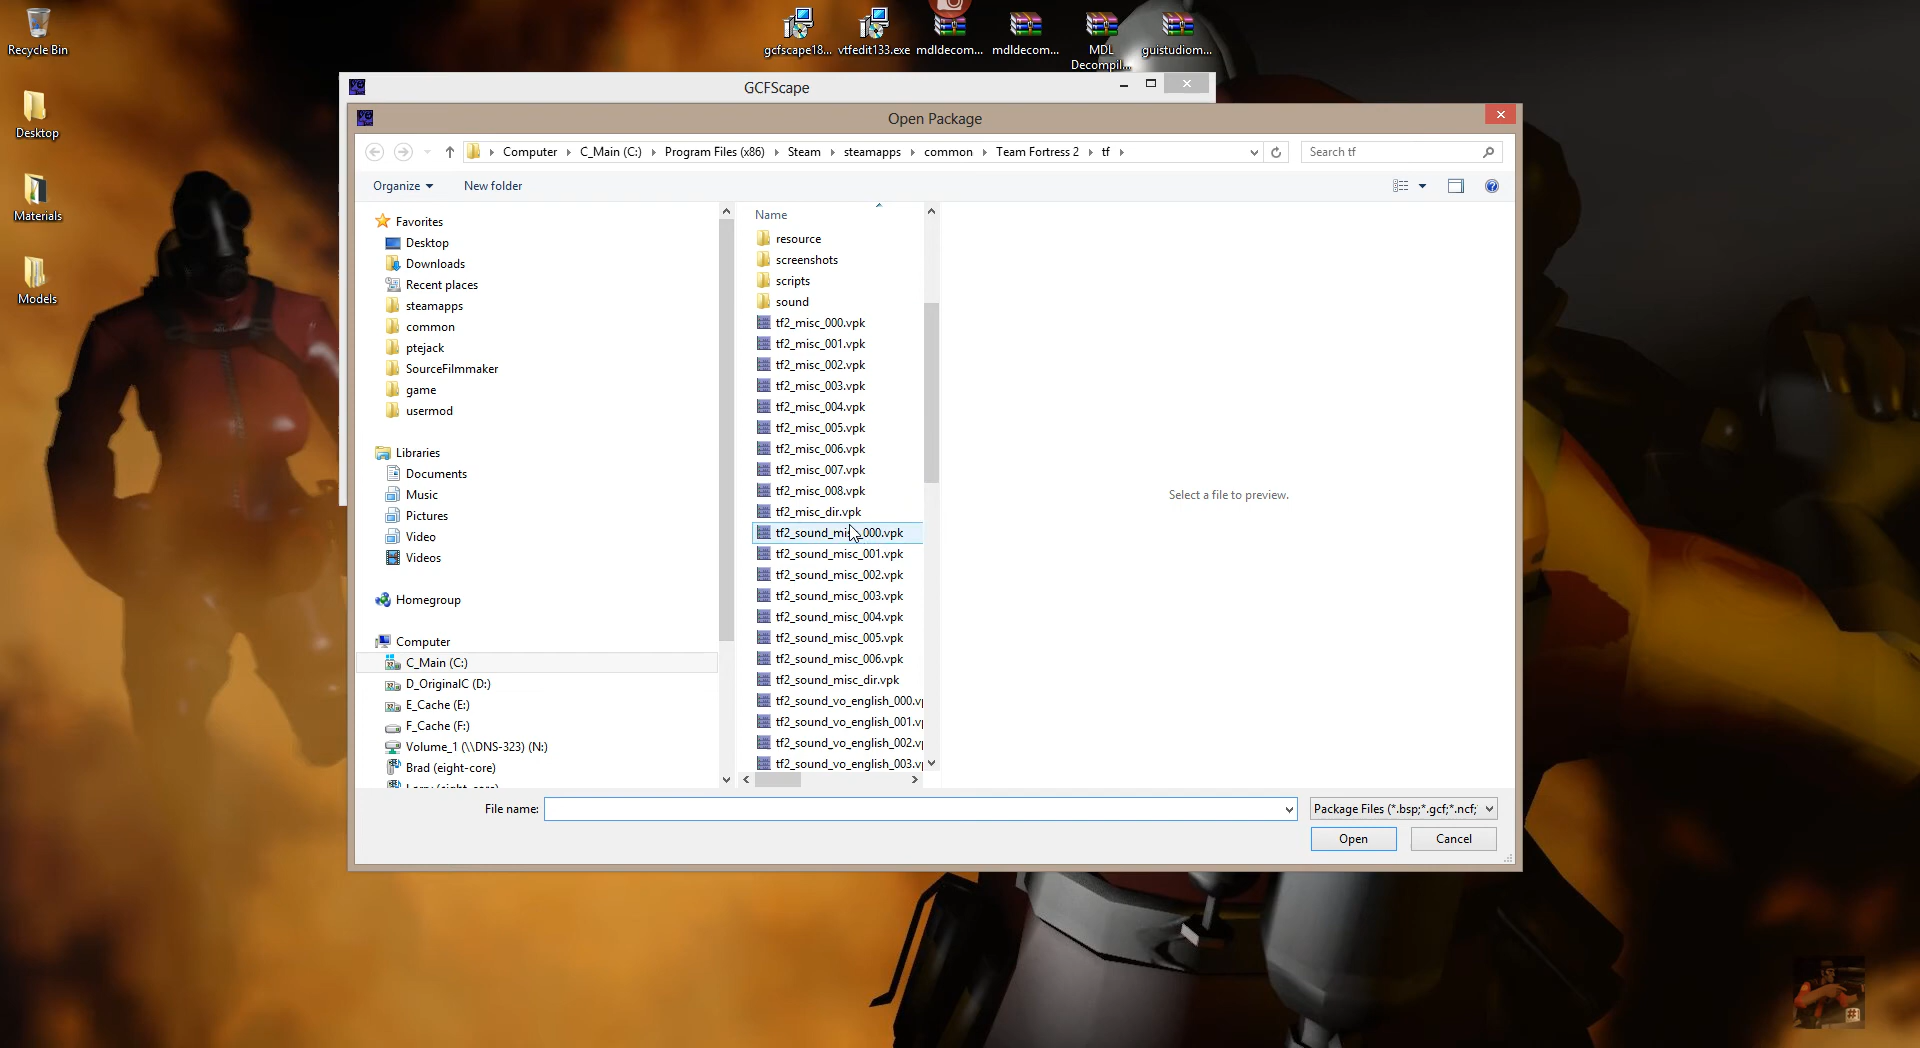 Recycle Bin
Desktop
Materials
Models
gcfscape18...
vtfedit133.exe
mdldecom...
mdldecom...
MDL
Decompil...
guistudiom...
GCFScape
Open Package
Computer
C_Main (C:)
Program Files (x86)
Steam
steamapps
common
Team Fortress 2
tf
Search tf
Organize
New folder
Favorites
Desktop
Downloads
Recent places
steamapps
common
ptejack
SourceFilmmaker
game
usermod
Libraries
Documents
Music
Pictures
Video
Videos
Homegroup
Computer
C_Main (C:)
D_OriginalC (D:)
E_Cache (E:)
F_Cache (F:)
Volume_1 (\\DNS-323) (N:)
Brad (eight-core)
Name
resource
screenshots
scripts
sound
tf2_misc_000.vpk
tf2_misc_001.vpk
tf2_misc_002.vpk
tf2_misc_003.vpk
tf2_misc_004.vpk
tf2_misc_005.vpk
tf2_misc_006.vpk
tf2_misc_007.vpk
tf2_misc_008.vpk
tf2_misc_dir.vpk
tf2_sound_misc_000.vpk
tf2_sound_misc_001.vpk
tf2_sound_misc_002.vpk
tf2_sound_misc_003.vpk
tf2_sound_misc_004.vpk
tf2_sound_misc_005.vpk
tf2_sound_misc_006.vpk
tf2_sound_misc_dir.vpk
tf2_sound_vo_english_000.vp
tf2_sound_vo_english_001.vp
tf2_sound_vo_english_002.vp
tf2_sound_vo_english_003.vp
Select a file to preview.
File name:
Package Files (*.bsp;*.gcf;*.ncf;
Open
Cancel